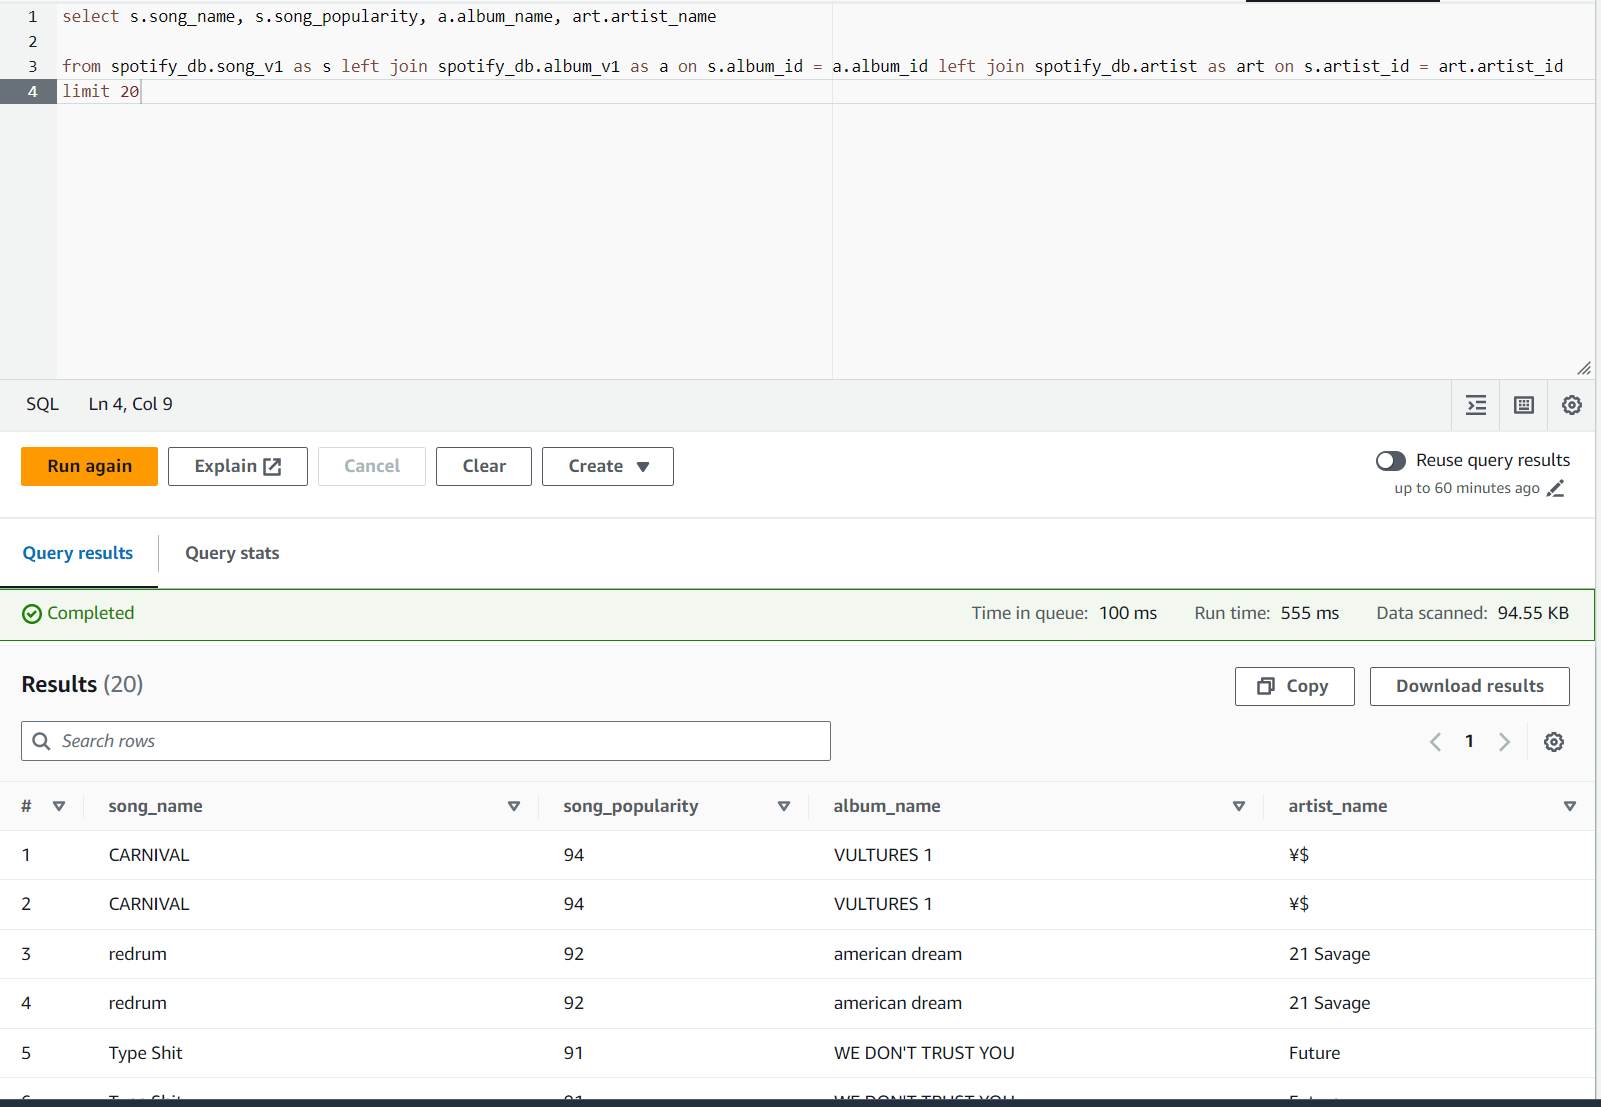 1 select s.song_name, s.song_popularity, a.album_name, art.artist_name
2
3 from spotify_db.song_v1 as s left join spotify_db.album_v1 as a on s.album_id = a.album_id left join spotify_db.artist as art on s.artist_id = art.artist_id
4 limit 20
SQL Ln 4, Col 9
Run again Explain Cancel Clear Create Reuse query results
up to 60 minutes ago
Query results Query stats
Completed Time in queue: 100 ms Run time: 555 ms Data scanned: 94.55 KB
Results (20) Copy Download results
Search rows 1
# song_name song_popularity album_name artist_name
1 CARNIVAL 94 VULTURES 1 ¥$
2 CARNIVAL 94 VULTURES 1 ¥$
3 redrum 92 american dream 21 Savage
4 redrum 92 american dream 21 Savage
5 Type Shit 91 WE DON'T TRUST YOU Future